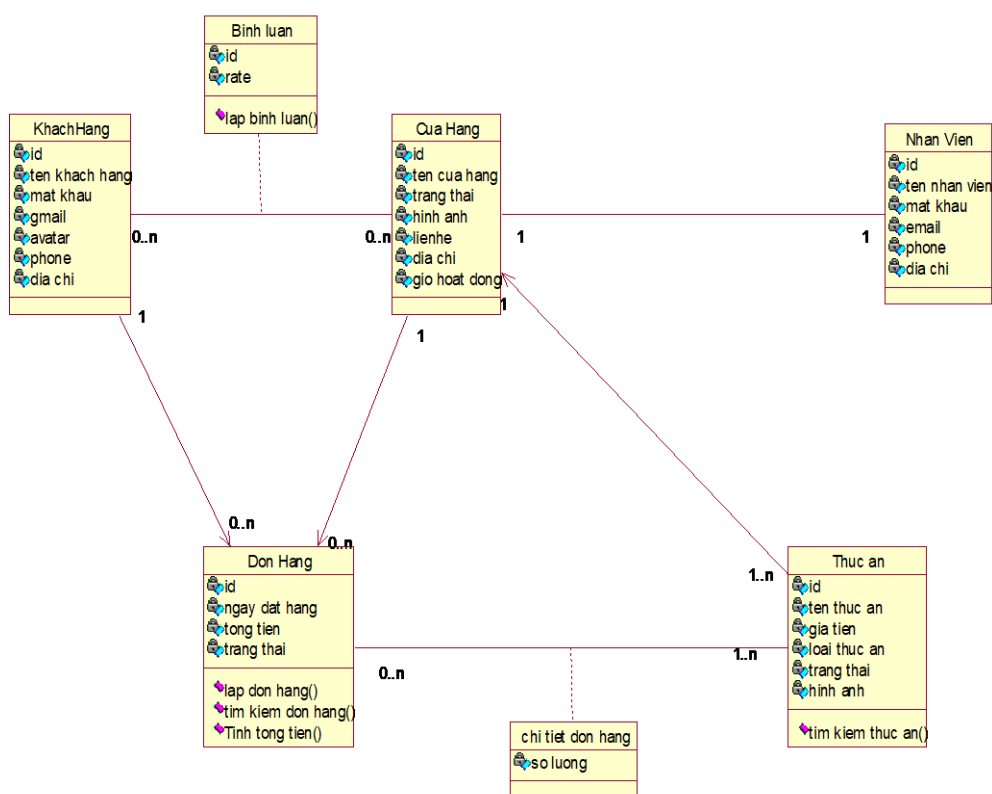 Binh luan
id
rate
lap binh luan()
KhachHang
id
ten khach hang
mat khau
gmail
avatar
phone
dia chi
Cua Hang
id
ten cua hang
trang thai
hinh anh
lienhe
dia chi
gio hoat dong
Nhan Vien
id
ten nhan vien
mat khau
email
phone
dia chi
0..n
0..n
1
1
1
1
1
0..n
0..n
1..n
Don Hang
id
ngay dat hang
tong tien
trang thai
lap don hang()
tim kiem don hang()
Tinh tong tien()
0..n
1..n
Thuc an
id
ten thuc an
gia tien
loai thuc an
trang thai
hinh anh
tim kiem thuc an()
chi tiet don hang
so luong